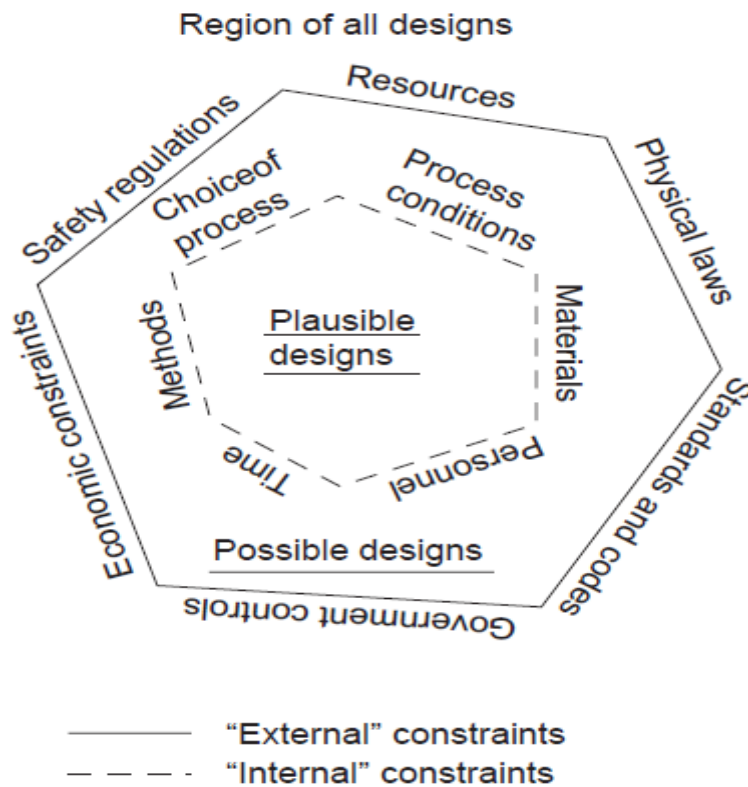 Region of all designs
Resources
Safety regulations
Physical laws
Choiceof
process
Process
conditions
Plausible
designs
Methods
Materials
Economic constraints
Standards and codes
Time
Personnel
Possible designs
Government controls
“External” constraints
“Internal” constraints